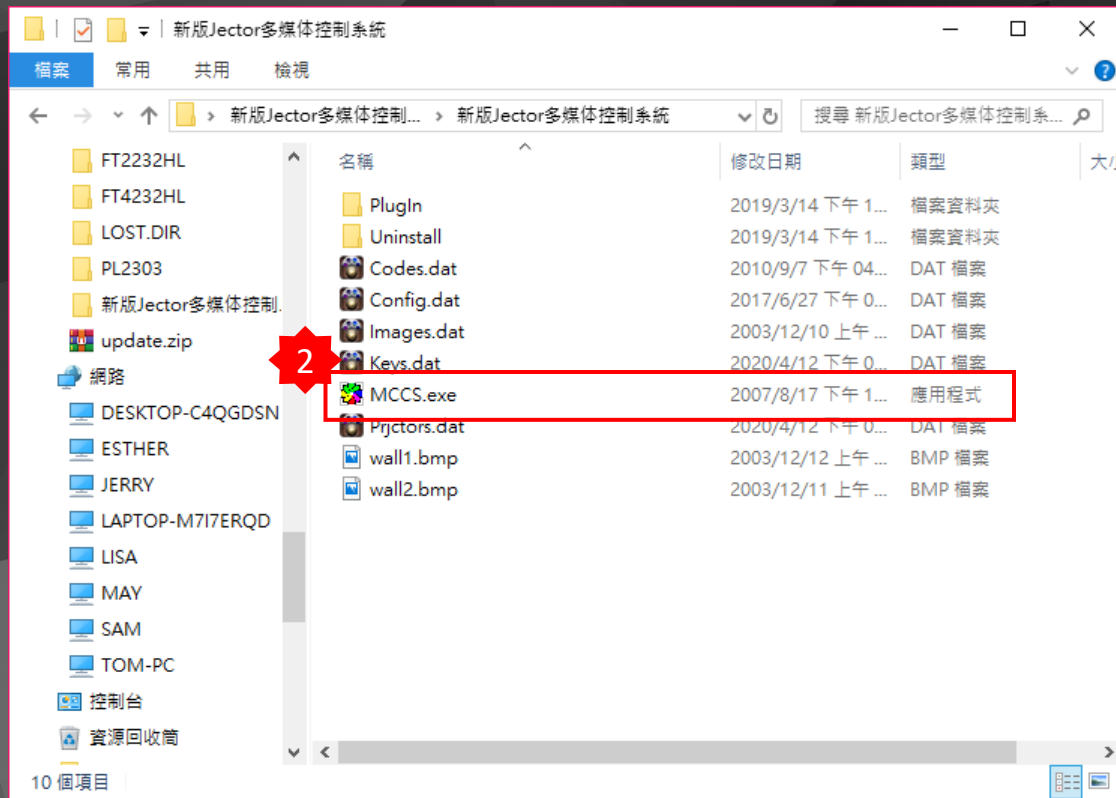 新版Jector多媒体控制系統
檔案 常用 共用 檢視
新版Jector多媒体控制... 新版Jector多媒体控制系統 搜尋 新版Jector多媒体控制系...
FT2232HL
FT4232HL
LOST.DIR
PL2303
新版Jector多媒体控制.
update.zip
網路
DESKTOP-C4QGDSN
ESTHER
JERRY
LAPTOP-M7I7ERQD
LISA
MAY
SAM
TOM-PC
控制台
資源回收筒
名稱 修改日期 類型 大小
PlugIn 2019/3/14 下午 1... 檔案資料夾
Uninstall 2019/3/14 下午 1... 檔案資料夾
Codes.dat 2010/9/7 下午 04... DAT 檔案
Config.dat 2017/6/27 下午 0... DAT 檔案
Images.dat 2003/12/10 上午 ... DAT 檔案
2
Keys.dat 2020/4/12 下午 0... DAT 檔案
MCCS.exe 2007/8/17 下午 1... 應用程式
Prjctors.dat 2020/4/12 下午 0... DAT 檔案
wall1.bmp 2003/12/12 上午 ... BMP 檔案
wall2.bmp 2003/12/11 上午 ... BMP 檔案
10 個項目